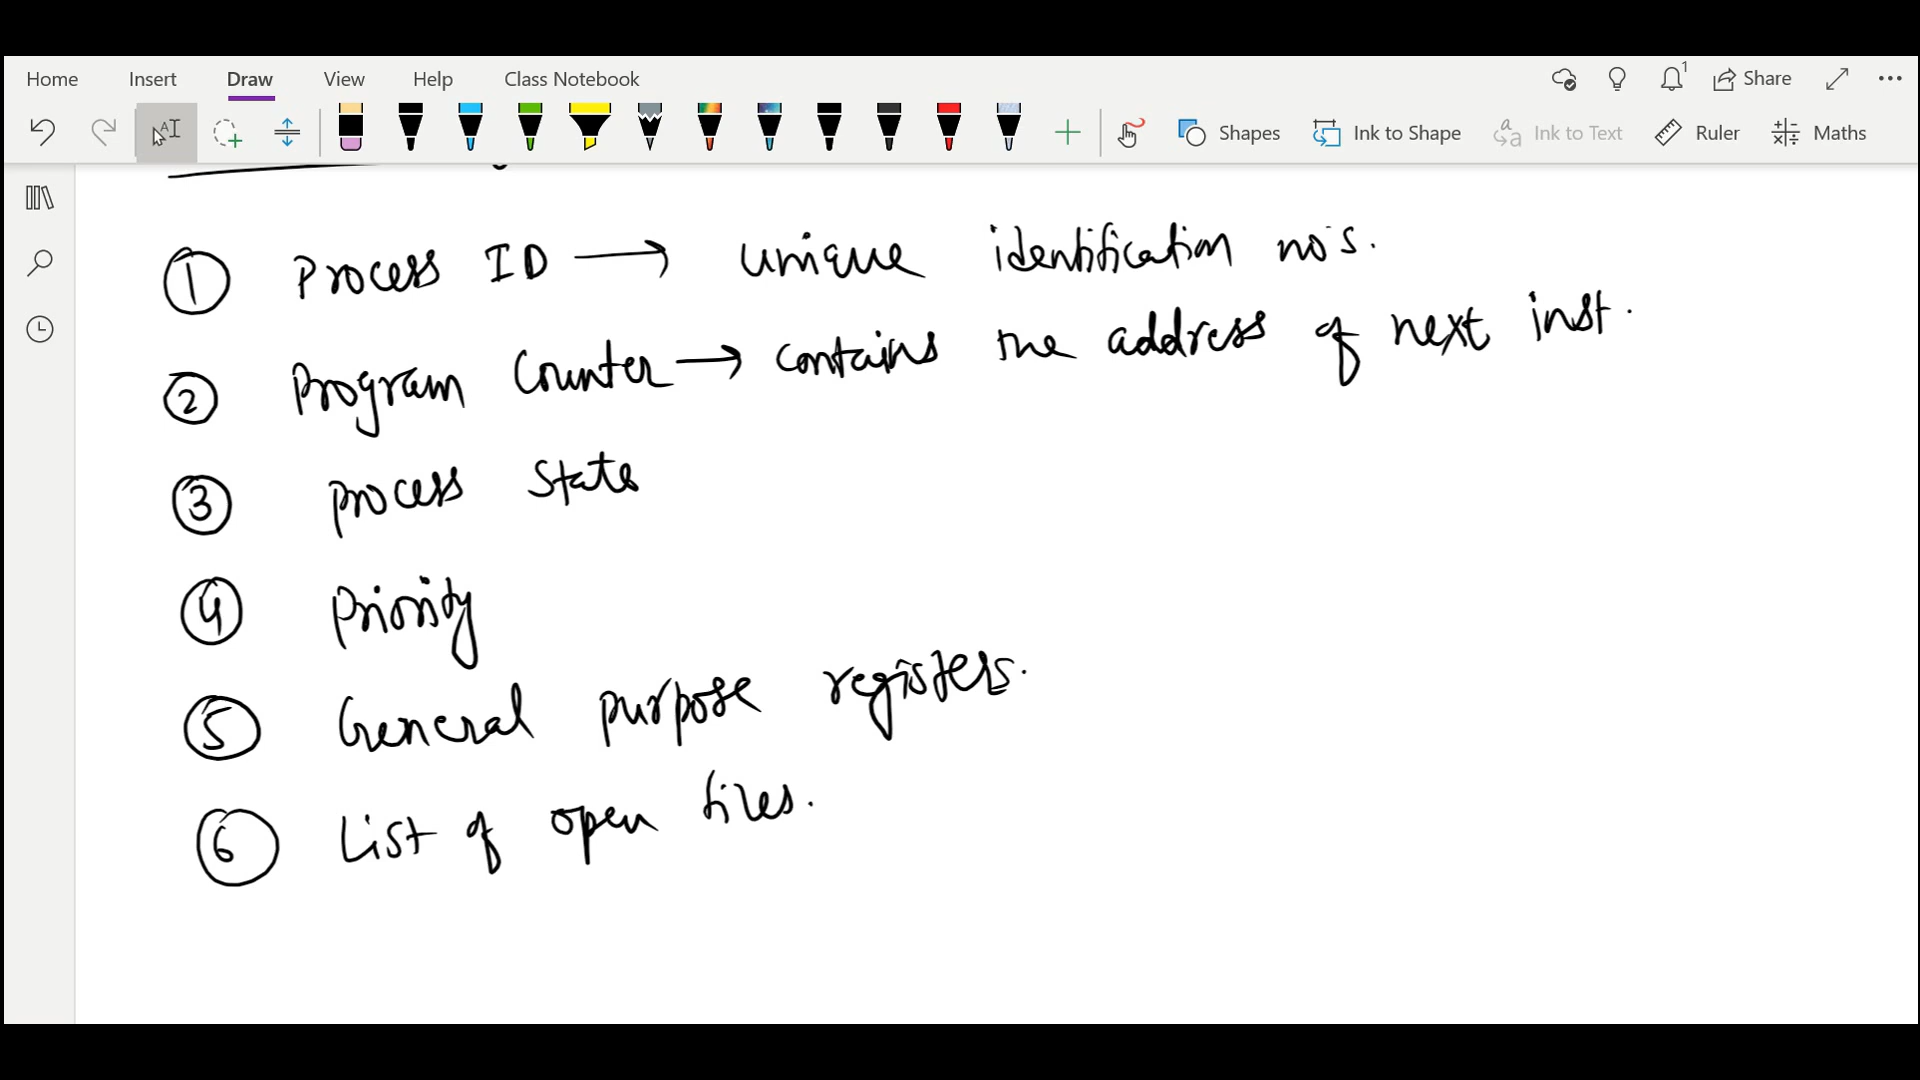 Home Insert Draw View Help Class Notebook 1 Share
Shapes Ink to Shape Ink to Text Ruler Maths
1 Process ID → unique identification no's.
2 Program Counter → contains the address of next inst.
3 process state
4 Priority
5 General purpose registers.
6 List of open files.